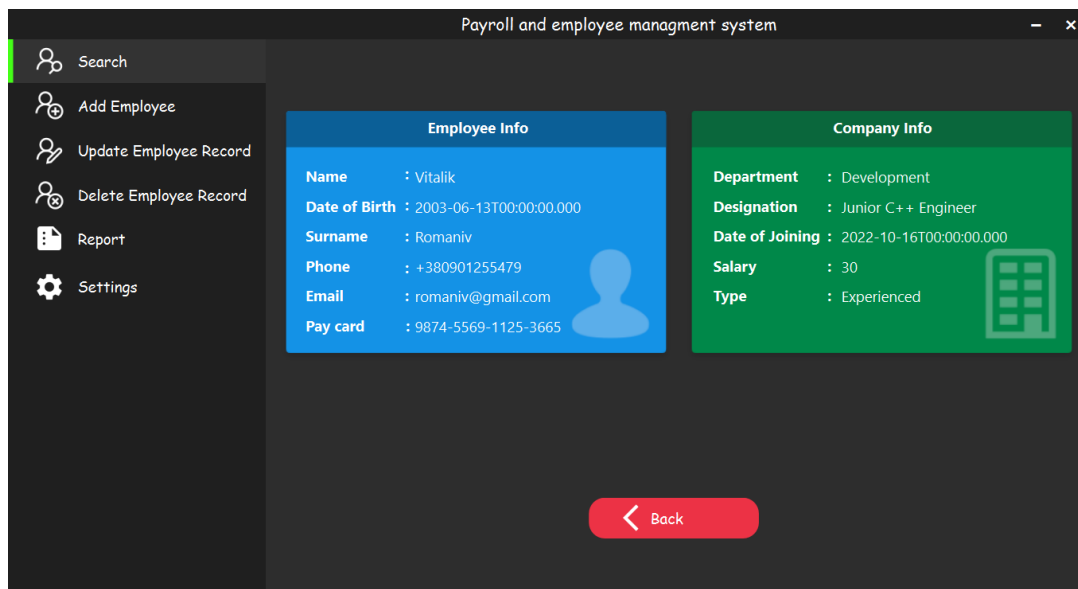 Payroll and employee managment system
Search
Add Employee
Update Employee Record
Delete Employee Record
Report
Settings
Employee Info
Name : Vitalik
Date of Birth : 2003-06-13T00:00:00.000
Surname : Romaniv
Phone : +380901255479
Email : romaniv@gmail.com
Pay card : 9874-5569-1125-3665
Company Info
Department : Development
Designation : Junior C++ Engineer
Date of Joining : 2022-10-16T00:00:00.000
Salary : 30
Type : Experienced
Back